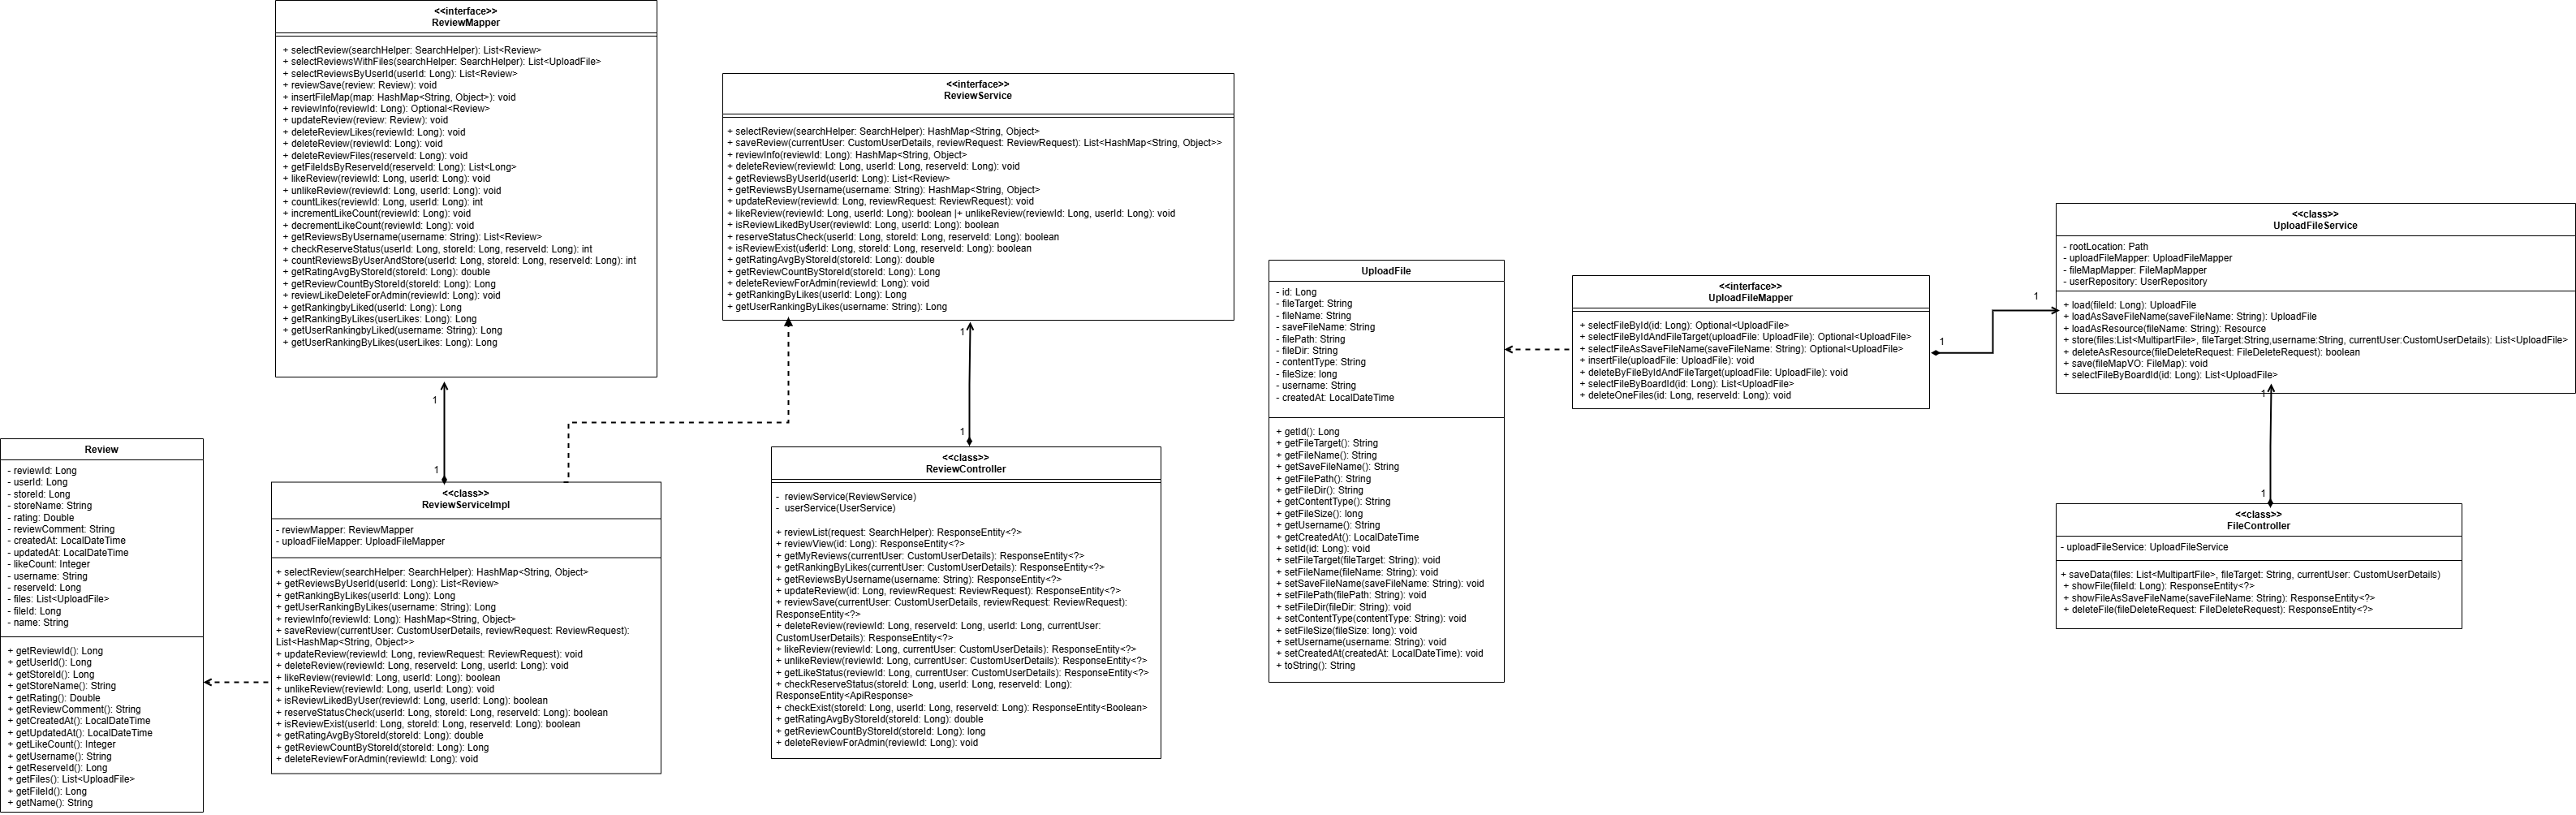 <<interface>>
ReviewMapper
+ selectReview(searchHelper: SearchHelper): List<Review>
+ selectReviewsWithFiles(searchHelper: SearchHelper): List<UploadFile>
+ selectReviewsByUserId(userId: Long): List<Review>
+ reviewSave(review: Review): void
+ insertFileMap(map: HashMap<String, Object>): void
+ reviewInfo(reviewId: Long): Optional<Review>
+ updateReview(review: Review): void
+ deleteReviewLikes(reviewId: Long): void
+ deleteReview(reviewId: Long): void
+ deleteReviewFiles(reserveId: Long): void
+ getFileIdsByReserveId(reserveId: Long): List<Long>
+ likeReview(reviewId: Long, userId: Long): void
+ unlikeReview(reviewId: Long, userId: Long): void
+ countLikes(reviewId: Long, userId: Long): int
+ incrementLikeCount(reviewId: Long): void
+ decrementLikeCount(reviewId: Long): void
+ getReviewsByUsername(username: String): List<Review>
+ checkReserveStatus(userId: Long, storeId: Long, reserveId: Long): int
+ countReviewsByUserAndStore(userId: Long, storeId: Long, reserveId: Long): int
+ getRatingAvgByStoreId(storeId: Long): double
+ getReviewCountByStoreId(storeId: Long): Long
+ reviewLikeDeleteForAdmin(reviewId: Long): void
+ getRankingbyLiked(userId: Long): Long
+ getRankingByLikes(userLikes: Long): Long
+ getUserRankingbyLiked(username: String): Long
+ getUserRankingByLikes(userLikes: Long): Long
1
1
<<interface>>
ReviewService
+ selectReview(searchHelper: SearchHelper): HashMap<String, Object>
+ saveReview(currentUser: CustomUserDetails, reviewRequest: ReviewRequest): List<HashMap<String, Object>>
+ reviewInfo(reviewId: Long): HashMap<String, Object>
+ deleteReview(reviewId: Long, userId: Long, reserveId: Long): void
+ getReviewsByUserId(userId: Long): List<Review>
+ getReviewsByUsername(username: String): HashMap<String, Object>
+ updateReview(reviewId: Long, reviewRequest: ReviewRequest): void
+ likeReview(reviewId: Long, userId: Long): boolean |+ unlikeReview(reviewId: Long, userId: Long): void
+ isReviewLikedByUser(reviewId: Long, userId: Long): boolean
+ reserveStatusCheck(userId: Long, storeId: Long, reserveId: Long): boolean
+ isReviewExist(userId: Long, storeId: Long, reserveId: Long): boolean
+ getRatingAvgByStoreId(storeId: Long): double
+ getReviewCountByStoreId(storeId: Long): Long
+ deleteReviewForAdmin(reviewId: Long): void
+ getRankingByLikes(userId: Long): Long
+ getUserRankingByLikes(username: String): Long
1
1
Review
- reviewId: Long
- userId: Long
- storeId: Long
- storeName: String
- rating: Double
- reviewComment: String
- createdAt: LocalDateTime
- updatedAt: LocalDateTime
- likeCount: Integer
- username: String
- reserveId: Long
- files: List<UploadFile>
- fileId: Long
- name: String
+ getReviewId(): Long
+ getUserId(): Long
+ getStoreId(): Long
+ getStoreName(): String
+ getRating(): Double
+ getReviewComment(): String
+ getCreatedAt(): LocalDateTime
+ getUpdatedAt(): LocalDateTime
+ getLikeCount(): Integer
+ getUsername(): String
+ getReserveId(): Long
+ getFiles(): List<UploadFile>
+ getFileId(): Long
+ getName(): String
<<class>>
ReviewServiceImpl
- reviewMapper: ReviewMapper
- uploadFileMapper: UploadFileMapper
+ selectReview(searchHelper: SearchHelper): HashMap<String, Object>
+ getReviewsByUserId(userId: Long): List<Review>
+ getRankingByLikes(userId: Long): Long
+ getUserRankingByLikes(username: String): Long
+ reviewInfo(reviewId: Long): HashMap<String, Object>
+ saveReview(currentUser: CustomUserDetails, reviewRequest: ReviewRequest):
List<HashMap<String, Object>>
+ updateReview(reviewId: Long, reviewRequest: ReviewRequest): void
+ deleteReview(reviewId: Long, reserveId: Long, userId: Long): void
+ likeReview(reviewId: Long, userId: Long): boolean
+ unlikeReview(reviewId: Long, userId: Long): void
+ isReviewLikedByUser(reviewId: Long, userId: Long): boolean
+ reserveStatusCheck(userId: Long, storeId: Long, reserveId: Long): boolean
+ isReviewExist(userId: Long, storeId: Long, reserveId: Long): boolean
+ getRatingAvgByStoreId(storeId: Long): double
+ getReviewCountByStoreId(storeId: Long): Long
+ deleteReviewForAdmin(reviewId: Long): void
<<class>>
ReviewController
- reviewService(ReviewService)
- userService(UserService)
+ reviewList(request: SearchHelper): ResponseEntity<?>
+ reviewView(id: Long): ResponseEntity<?>
+ getMyReviews(currentUser: CustomUserDetails): ResponseEntity<?>
+ getRankingByLikes(currentUser: CustomUserDetails): ResponseEntity<?>
+ getReviewsByUsername(username: String): ResponseEntity<?>
+ updateReview(id: Long, reviewRequest: ReviewRequest): ResponseEntity<?>
+ reviewSave(currentUser: CustomUserDetails, reviewRequest: ReviewRequest):
ResponseEntity<?>
+ deleteReview(reviewId: Long, reserveId: Long, userId: Long, currentUser:
CustomUserDetails): ResponseEntity<?>
+ likeReview(reviewId: Long, currentUser: CustomUserDetails): ResponseEntity<?>
+ unlikeReview(reviewId: Long, currentUser: CustomUserDetails): ResponseEntity<?>
+ getLikeStatus(reviewId: Long, currentUser: CustomUserDetails): ResponseEntity<?>
+ checkReserveStatus(storeId: Long, userId: Long, reserveId: Long):
ResponseEntity<ApiResponse>
+ checkExist(storeId: Long, userId: Long, reserveId: Long): ResponseEntity<Boolean>
+ getRatingAvgByStoreId(storeId: Long): double
+ getReviewCountByStoreId(storeId: Long): long
+ deleteReviewForAdmin(reviewId: Long): void
UploadFile
- id: Long
- fileTarget: String
- fileName: String
- saveFileName: String
- filePath: String
- fileDir: String
- contentType: String
- fileSize: long
- username: String
- createdAt: LocalDateTime
+ getId(): Long
+ getFileTarget(): String
+ getFileName(): String
+ getSaveFileName(): String
+ getFilePath(): String
+ getFileDir(): String
+ getContentType(): String
+ getFileSize(): long
+ getUsername(): String
+ getCreatedAt(): LocalDateTime
+ setId(id: Long): void
+ setFileTarget(fileTarget: String): void
+ setFileName(fileName: String): void
+ setSaveFileName(saveFileName: String): void
+ setFilePath(filePath: String): void
+ setFileDir(fileDir: String): void
+ setContentType(contentType: String): void
+ setFileSize(fileSize: long): void
+ setUsername(username: String): void
+ setCreatedAt(createdAt: LocalDateTime): void
+ toString(): String
<<interface>>
UploadFileMapper
+ selectFileById(id: Long): Optional<UploadFile>
+ selectFileByIdAndFileTarget(uploadFile: UploadFile): Optional<UploadFile>
+ selectFileAsSaveFileName(saveFileName: String): Optional<UploadFile>
+ insertFile(uploadFile: UploadFile): void
+ deleteByFileByIdAndFileTarget(uploadFile: UploadFile): void
+ selectFileByBoardId(id: Long): List<UploadFile>
+ deleteOneFiles(id: Long, reserveId: Long): void
1
1
<<class>>
UploadFileService
- rootLocation: Path
- uploadFileMapper: UploadFileMapper
- fileMapMapper: FileMapMapper
- userRepository: UserRepository
+ load(fileId: Long): UploadFile
+ loadAsSaveFileName(saveFileName: String): UploadFile
+ loadAsResource(fileName: String): Resource
+ store(files:List<MultipartFile>, fileTarget:String,username:String, currentUser:CustomUserDetails): List<UploadFile>
+ deleteAsResource(fileDeleteRequest: FileDeleteRequest): boolean
+ save(fileMapVO: FileMap): void
+ selectFileByBoardId(id: Long): List<UploadFile>
1
1
<<class>>
FileController
- uploadFileService: UploadFileService
+ saveData(files: List<MultipartFile>, fileTarget: String, currentUser: CustomUserDetails)
+ showFile(fileId: Long): ResponseEntity<?>
+ showFileAsSaveFileName(saveFileName: String): ResponseEntity<?>
+ deleteFile(fileDeleteRequest: FileDeleteRequest): ResponseEntity<?>